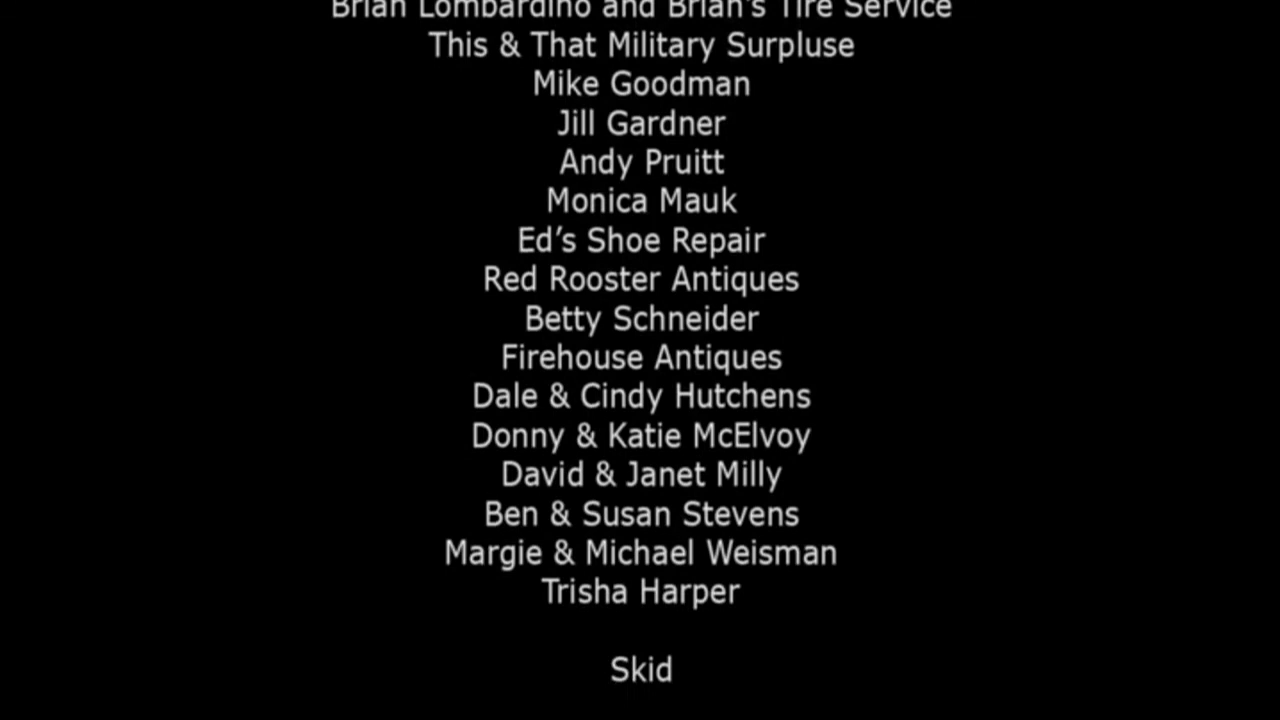 Brian Lombardino and Brian's Tire Service
This & That Military Surpluse
Mike Goodman
Jill Gardner
Andy Pruitt
Monica Mauk
Ed’s Shoe Repair
Red Rooster Antiques
Betty Schneider
Firehouse Antiques
Dale & Cindy Hutchens
Donny & Katie McElvoy
David & Janet Milly
Ben & Susan Stevens
Margie & Michael Weisman
Trisha Harper
Skid